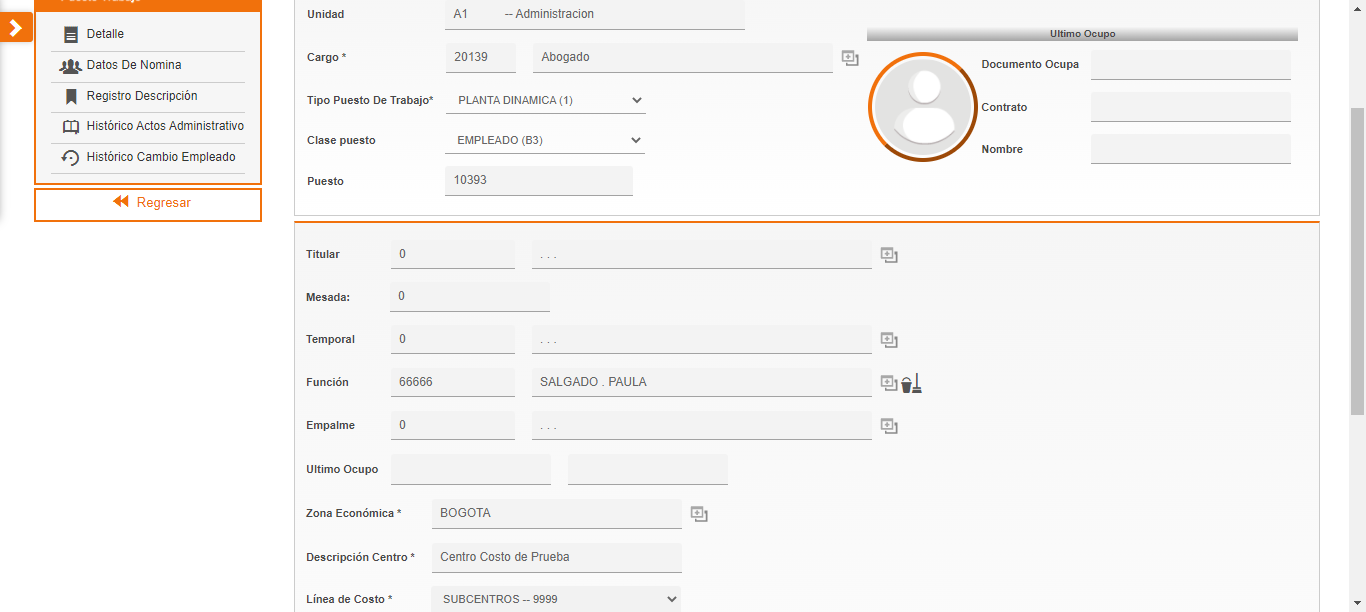 Puesto Trabajo
Detalle
Datos De Nomina
Registro Descripción
Histórico Actos Administrativo
Histórico Cambio Empleado
Regresar
Unidad A1 -- Administracion
Cargo * 20139 Abogado
Tipo Puesto De Trabajo* PLANTA DINAMICA (1)
Clase puesto EMPLEADO (B3)
Puesto 10393
Ultimo Ocupo
Documento Ocupa
Contrato
Nombre
Titular 0 . . .
Mesada: 0
Temporal 0 . . .
Función 66666 SALGADO . PAULA
Empalme 0 . . .
Ultimo Ocupo
Zona Económica * BOGOTA
Descripción Centro * Centro Costo de Prueba
Línea de Costo * SUBCENTROS -- 9999